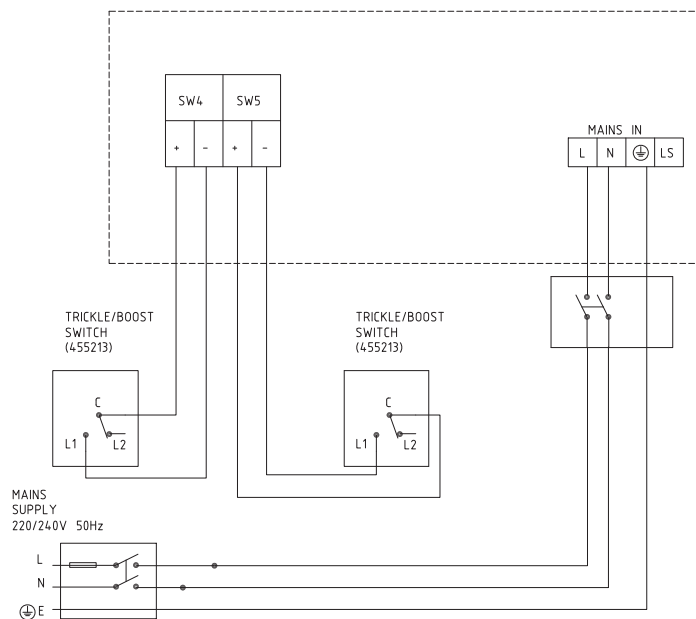 SW4 SW5
+ - + -
MAINS IN
L N LS
TRICKLE/BOOST
SWITCH
(455213)
C
L1 L2
TRICKLE/BOOST
SWITCH
(455213)
C
L1 L2
MAINS
SUPPLY
220/240V 50Hz
L
N
E